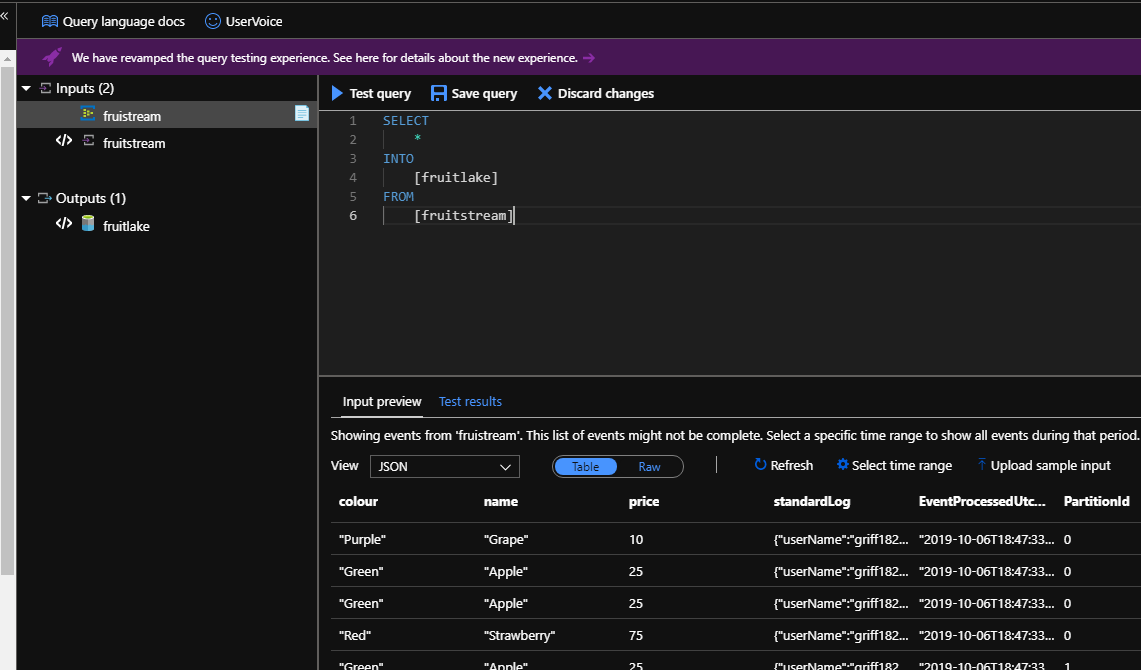 Query language docs UserVoice
We have revamped the query testing experience. See here for details about the new experience.
Inputs (2)
fruistream
</> fruitstream
Outputs (1)
</> fruitlake
Test query Save query Discard changes
1 SELECT
2 *
3 INTO
4 [fruitlake]
5 FROM
6 [fruitstream]
Input preview Test results
Showing events from 'fruistream'. This list of events might not be complete. Select a specific time range to show all events during that period.
View JSON Table Raw Refresh Select time range Upload sample input
colour name price standardLog EventProcessedUtc... PartitionId
"Purple" "Grape" 10 {"userName":"griff182... "2019-10-06T18:47:33... 0
"Green" "Apple" 25 {"userName":"griff182... "2019-10-06T18:47:33... 0
"Green" "Apple" 25 {"userName":"griff182... "2019-10-06T18:47:33... 0
"Red" "Strawberry" 75 {"userName":"griff182... "2019-10-06T18:47:33... 0
"Green" "Apple" 25 {"userName":"griff182... "2019-10-06T18:47:33... 1